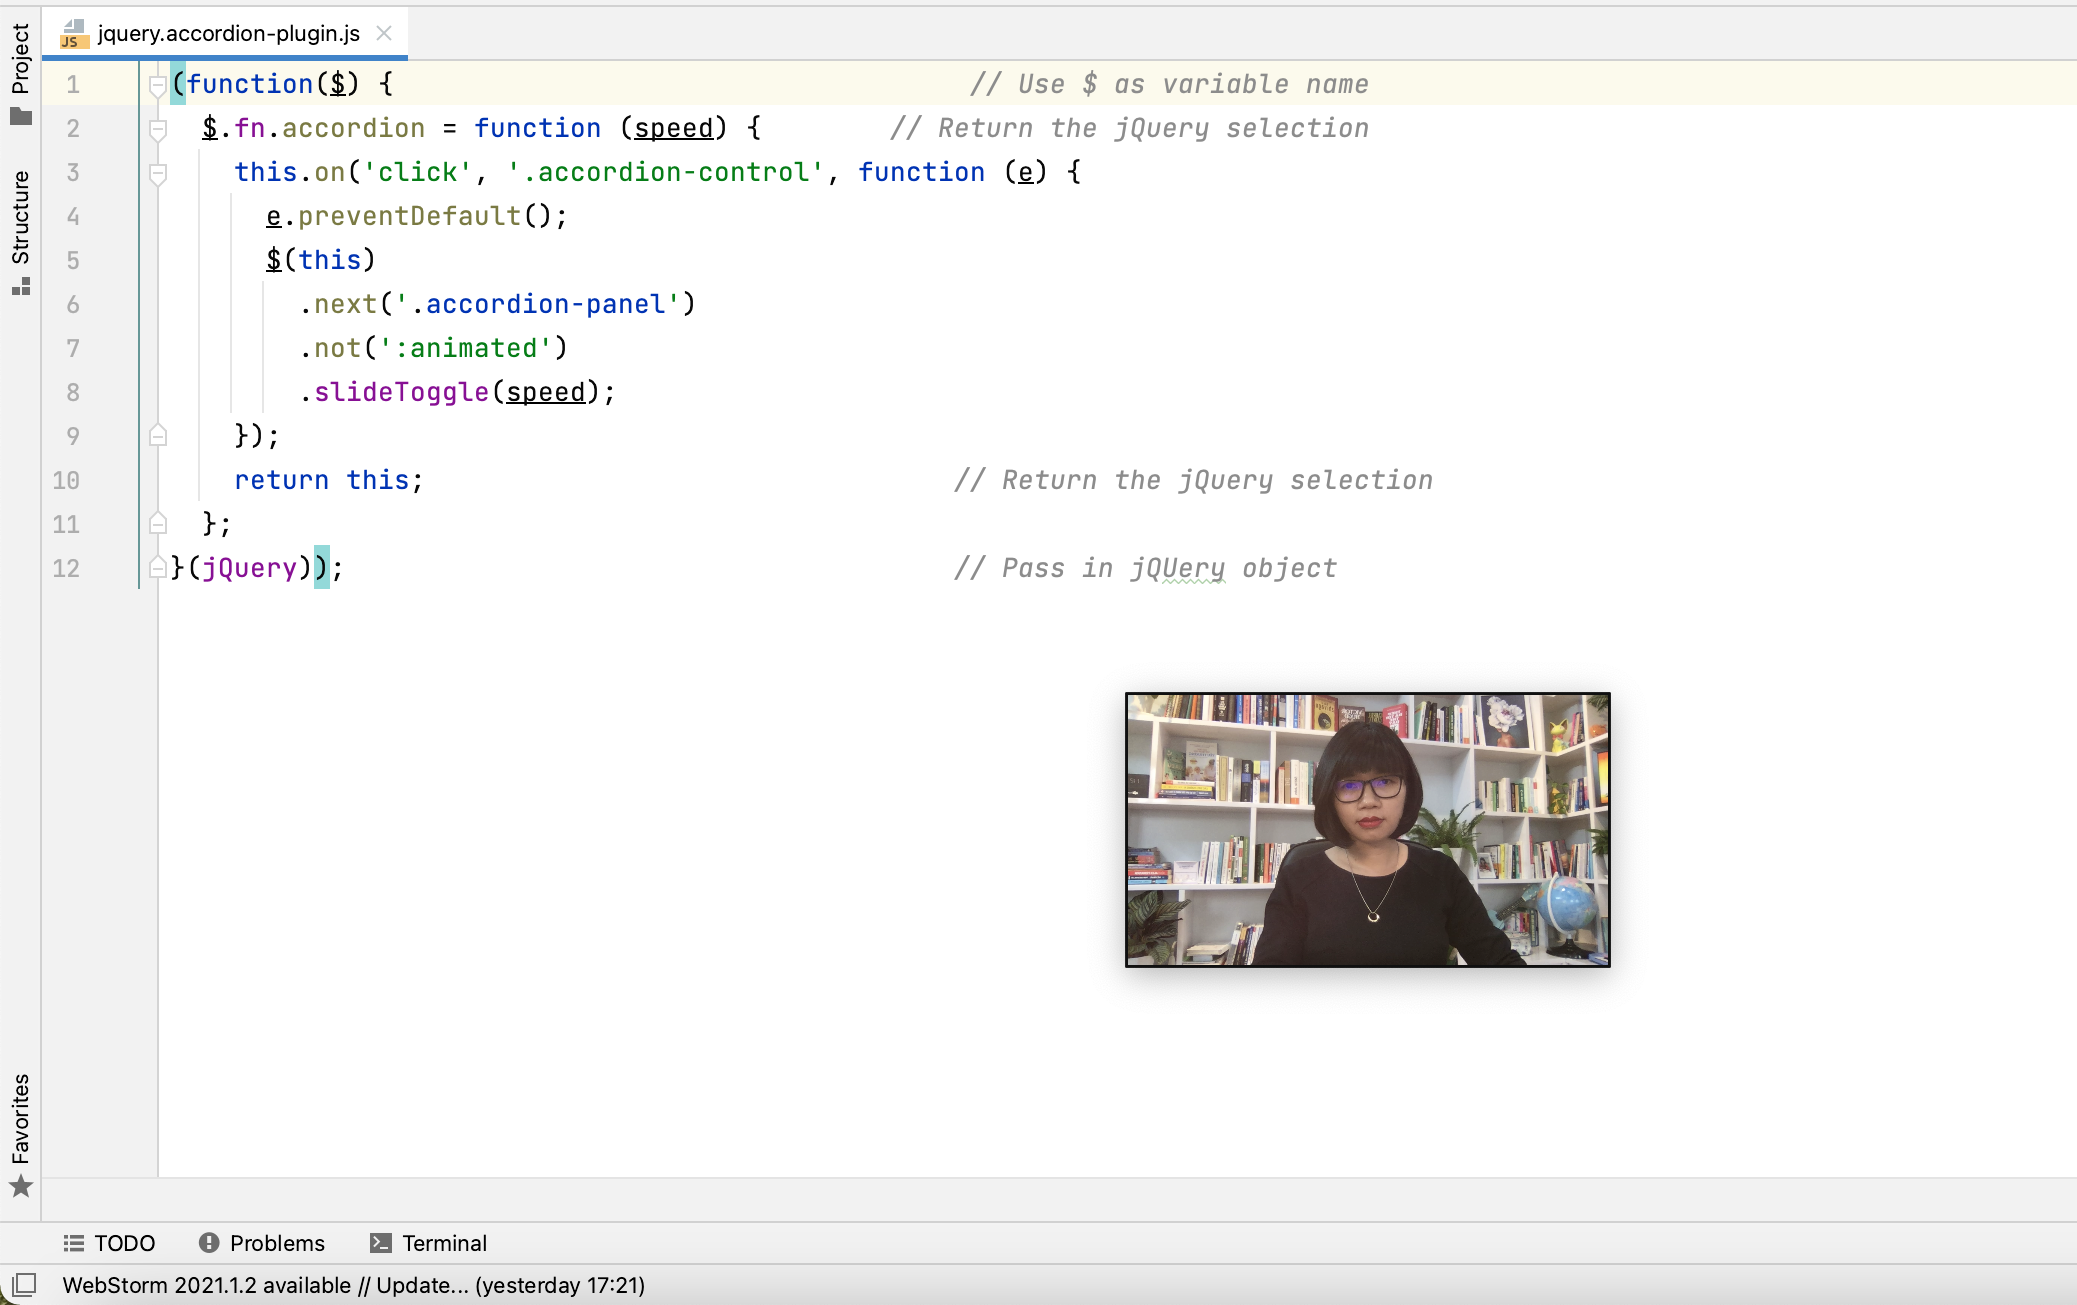 Project
Structure
Favorites
JS jquery.accordion-plugin.js
1 (function($) { // Use $ as variable name
2 $.fn.accordion = function (speed) { // Return the jQuery selection
3 this.on('click', '.accordion-control', function (e) {
4 e.preventDefault();
5 $(this)
6 .next('.accordion-panel')
7 .not(':animated')
8 .slideToggle(speed);
9 });
10 return this; // Return the jQuery selection
11 };
12 }(jQuery)); // Pass in jQUery object
TODO Problems Terminal
WebStorm 2021.1.2 available // Update... (yesterday 17:21)